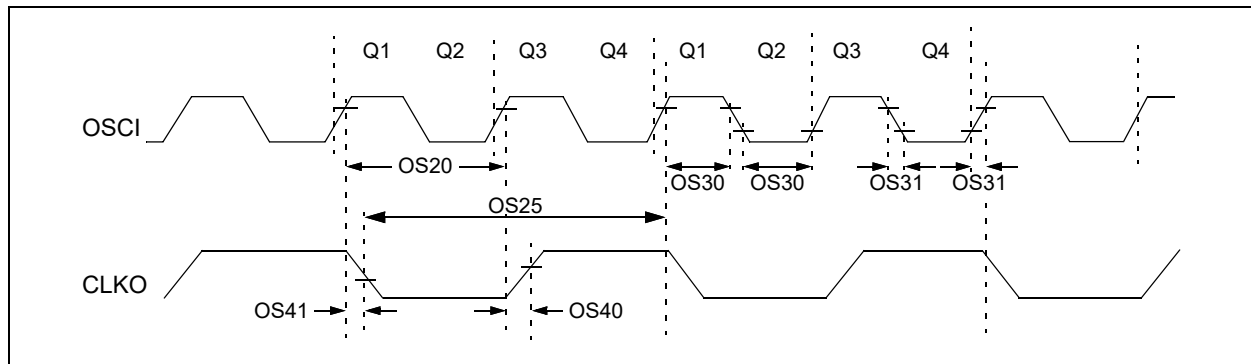 Q1 Q2 Q3 Q4 Q1 Q2 Q3 Q4
OSCI
OS20
OS30 OS30 OS31 OS31
OS25
CLKO
OS41 OS40